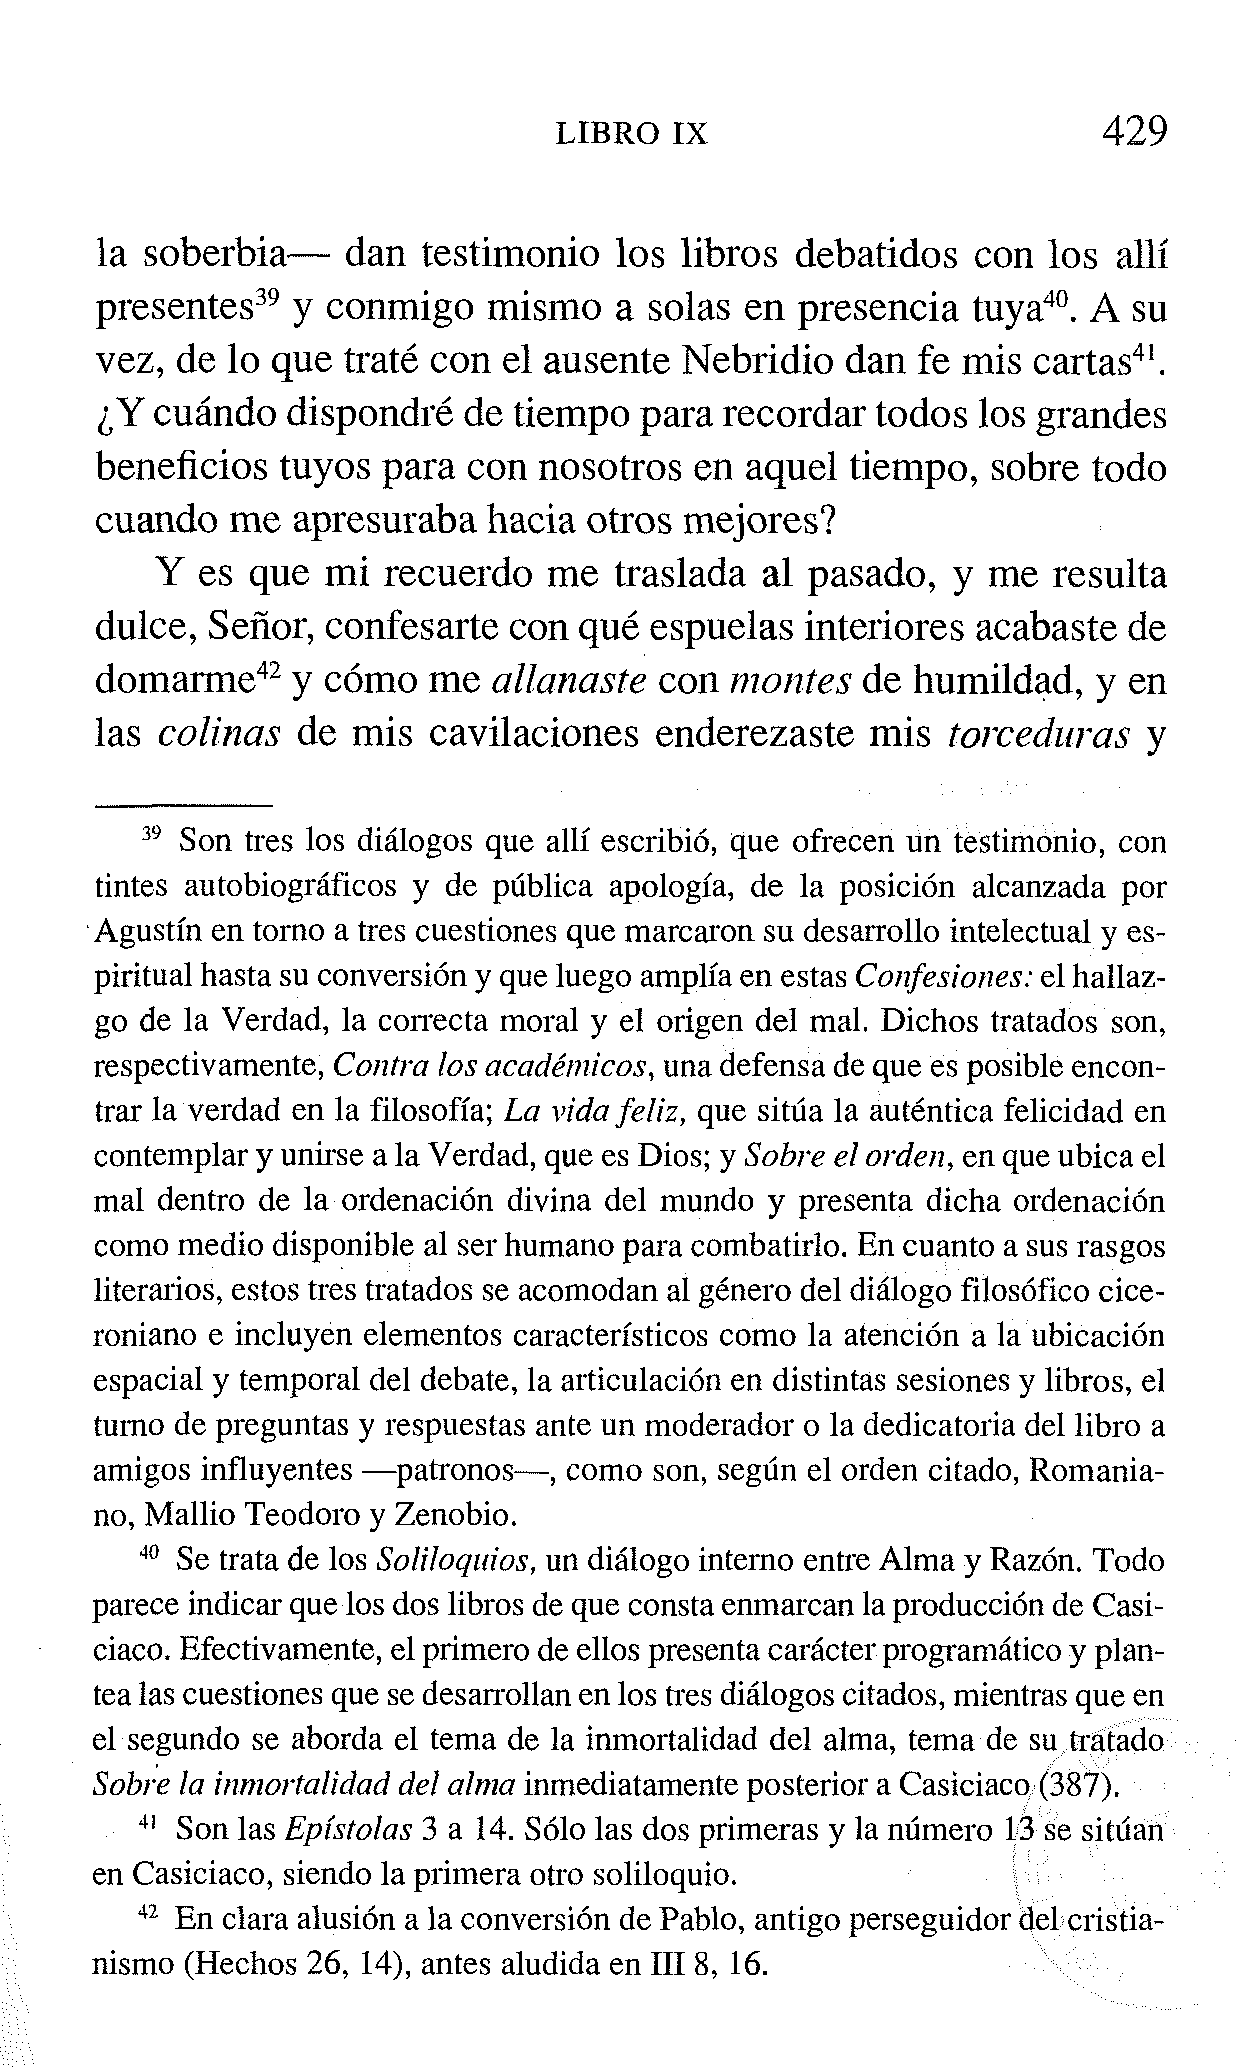 LIBRO IX 429
la soberbia— dan testimonio los libros debatidos con los allí
presentes³⁹ y conmigo mismo a solas en presencia tuya⁴⁰. A su
vez, de lo que traté con el ausente Nebridio dan fe mis cartas⁴¹.
¿Y cuándo dispondré de tiempo para recordar todos los grandes
beneficios tuyos para con nosotros en aquel tiempo, sobre todo
cuando me apresuraba hacia otros mejores?
Y es que mi recuerdo me traslada al pasado, y me resulta
dulce, Señor, confesarte con qué espuelas interiores acabaste de
domarme⁴² y cómo me allanaste con montes de humildad, y en
las colinas de mis cavilaciones enderezaste mis torceduras y
³⁹ Son tres los diálogos que allí escribió, que ofrecen un testimonio, con
tintes autobiográficos y de pública apología, de la posición alcanzada por
Agustín en torno a tres cuestiones que marcaron su desarrollo intelectual y es-
piritual hasta su conversión y que luego amplía en estas Confesiones: el hallaz-
go de la Verdad, la correcta moral y el origen del mal. Dichos tratados son,
respectivamente, Contra los académicos, una defensa de que es posible encon-
trar la verdad en la filosofía; La vida feliz, que sitúa la auténtica felicidad en
contemplar y unirse a la Verdad, que es Dios; y Sobre el orden, en que ubica el
mal dentro de la ordenación divina del mundo y presenta dicha ordenación
como medio disponible al ser humano para combatirlo. En cuanto a sus rasgos
literarios, estos tres tratados se acomodan al género del diálogo filosófico cice-
roniano e incluyen elementos característicos como la atención a la ubicación
espacial y temporal del debate, la articulación en distintas sesiones y libros, el
turno de preguntas y respuestas ante un moderador o la dedicatoria del libro a
amigos influyentes —patronos—, como son, según el orden citado, Romania-
no, Mallio Teodoro y Zenobio.
⁴⁰ Se trata de los Soliloquios, un diálogo interno entre Alma y Razón. Todo
parece indicar que los dos libros de que consta enmarcan la producción de Casi-
ciaco. Efectivamente, el primero de ellos presenta carácter programático y plan-
tea las cuestiones que se desarrollan en los tres diálogos citados, mientras que en
el segundo se aborda el tema de la inmortalidad del alma, tema de su tratado
Sobre la inmortalidad del alma inmediatamente posterior a Casiciaco (387).
⁴¹ Son las Epístolas 3 a 14. Sólo las dos primeras y la número 13 se sitúan
en Casiciaco, siendo la primera otro soliloquio.
⁴² En clara alusión a la conversión de Pablo, antigo perseguidor del cristia-
nismo (Hechos 26, 14), antes aludida en III 8, 16.